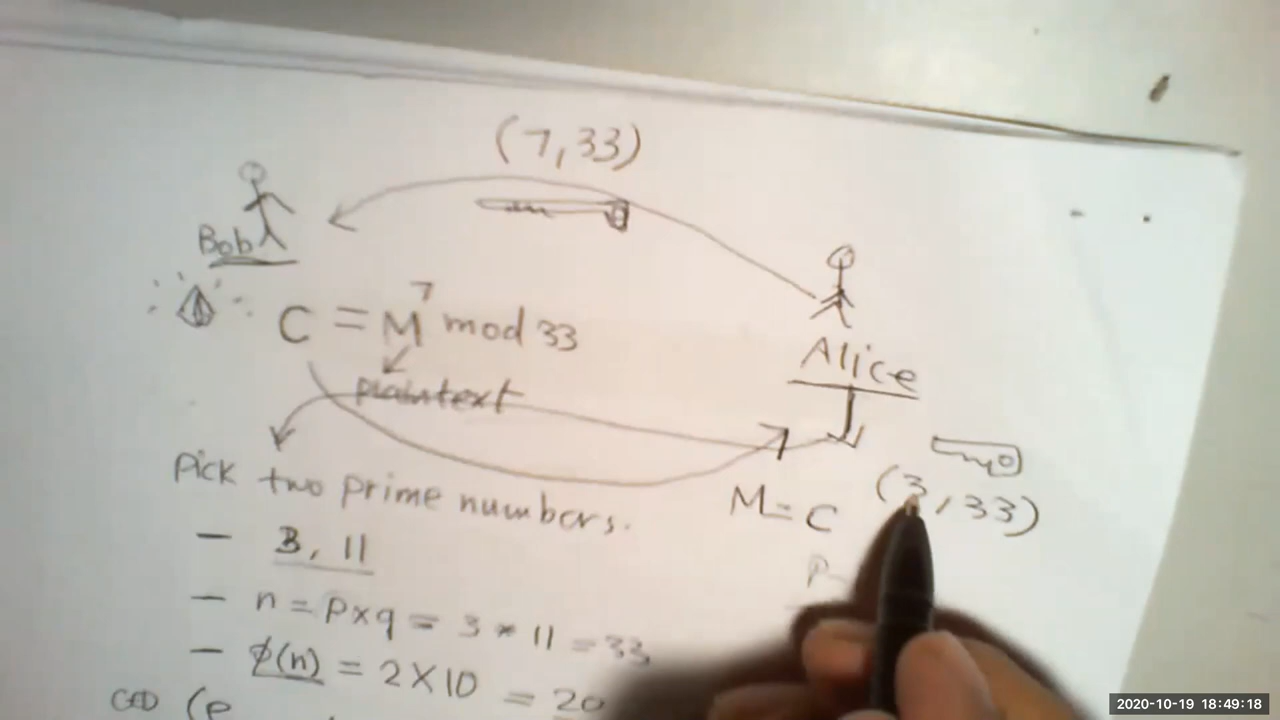 (7,33)
Bob
C = M^7 mod 33
plaintext
Alice
Pick two prime numbers.
M = C (3,33)
- 3, 11
- n = p×q = 3 * 11 = 33
- φ(n) = 2×10 = 20
GCD (e
2020-10-19 18:49:18